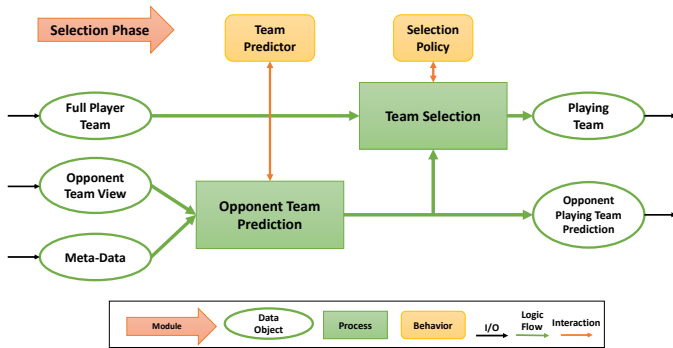 Selection Phase
Team
Predictor
Selection
Policy
Full Player
Team
Team Selection
Playing
Team
Opponent
Team View
Opponent Team
Prediction
Opponent
Playing Team
Prediction
Meta-Data
Module
Data
Object
Process
Behavior
I/O
Logic
Flow
Interaction